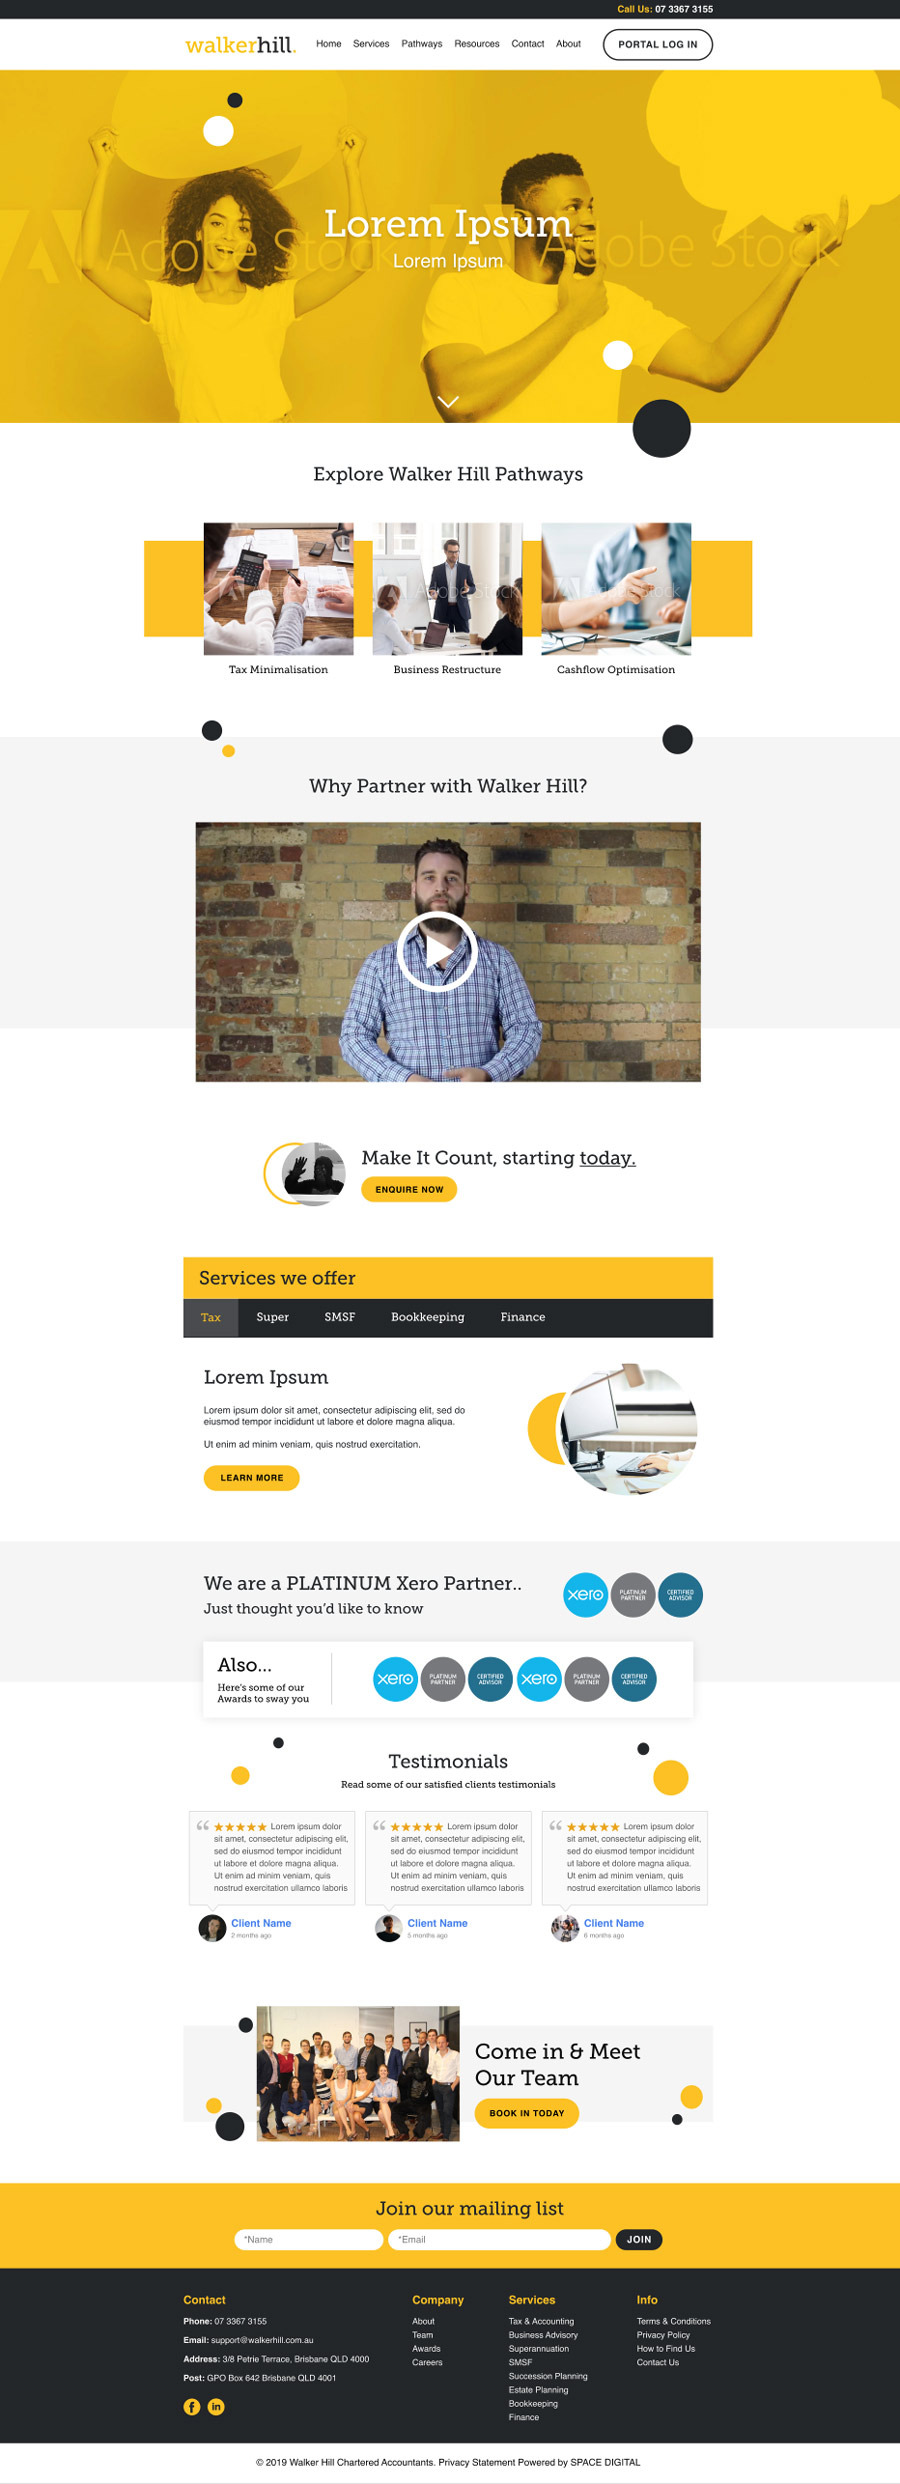 Call Us: 07 3367 3155
walkerhill.
Home Services Pathways Resources Contact About
PORTAL LOG IN
Adobe Stock
Adobe Stock
Lorem Ipsum
Lorem Ipsum
Explore Walker Hill Pathways
Adobe Stock
Adobe Stock
Tax Minimalisation
Business Restructure
Cashflow Optimisation
Why Partner with Walker Hill?
Make It Count, starting today.
ENQUIRE NOW
Services we offer
Tax Super SMSF Bookkeeping Finance
Lorem Ipsum
Lorem ipsum dolor sit amet, consectetur adipiscing elit, sed do
eiusmod tempor incididunt ut labore et dolore magna aliqua.
Ut enim ad minim veniam, quis nostrud exercitation.
LEARN MORE
We are a PLATINUM Xero Partner..
Just thought you'd like to know
xero
PLATINUM
PARTNER
CERTIFIED
ADVISOR
Also...
Here's some of our
Awards to sway you
xero
PLATINUM
PARTNER
CERTIFIED
ADVISOR
xero
PLATINUM
PARTNER
CERTIFIED
ADVISOR
Testimonials
Read some of our satisfied clients testimonials
“ Lorem ipsum dolor
sit amet, consectetur adipiscing elit,
sed do eiusmod tempor incididunt
ut labore et dolore magna aliqua.
Ut enim ad minim veniam, quis
nostrud exercitation ullamco laboris
Client Name
2 months ago
“ Lorem ipsum dolor
sit amet, consectetur adipiscing elit,
sed do eiusmod tempor incididunt
ut labore et dolore magna aliqua.
Ut enim ad minim veniam, quis
nostrud exercitation ullamco laboris
Client Name
5 months ago
“ Lorem ipsum dolor
sit amet, consectetur adipiscing elit,
sed do eiusmod tempor incididunt
ut labore et dolore magna aliqua.
Ut enim ad minim veniam, quis
nostrud exercitation ullamco laboris
Client Name
6 months ago
Come in & Meet
Our Team
BOOK IN TODAY
Join our mailing list
*Name
*Email
JOIN
Contact
Phone: 07 3367 3155
Email: support@walkerhill.com.au
Address: 3/8 Petrie Terrace, Brisbane QLD 4000
Post: GPO Box 642 Brisbane QLD 4001
f in
Company
About
Team
Awards
Careers
Services
Tax & Accounting
Business Advisory
Superannuation
SMSF
Succession Planning
Estate Planning
Bookkeeping
Finance
Info
Terms & Conditions
Privacy Policy
How to Find Us
Contact Us
© 2019 Walker Hill Chartered Accountants. Privacy Statement Powered by SPACE DIGITAL